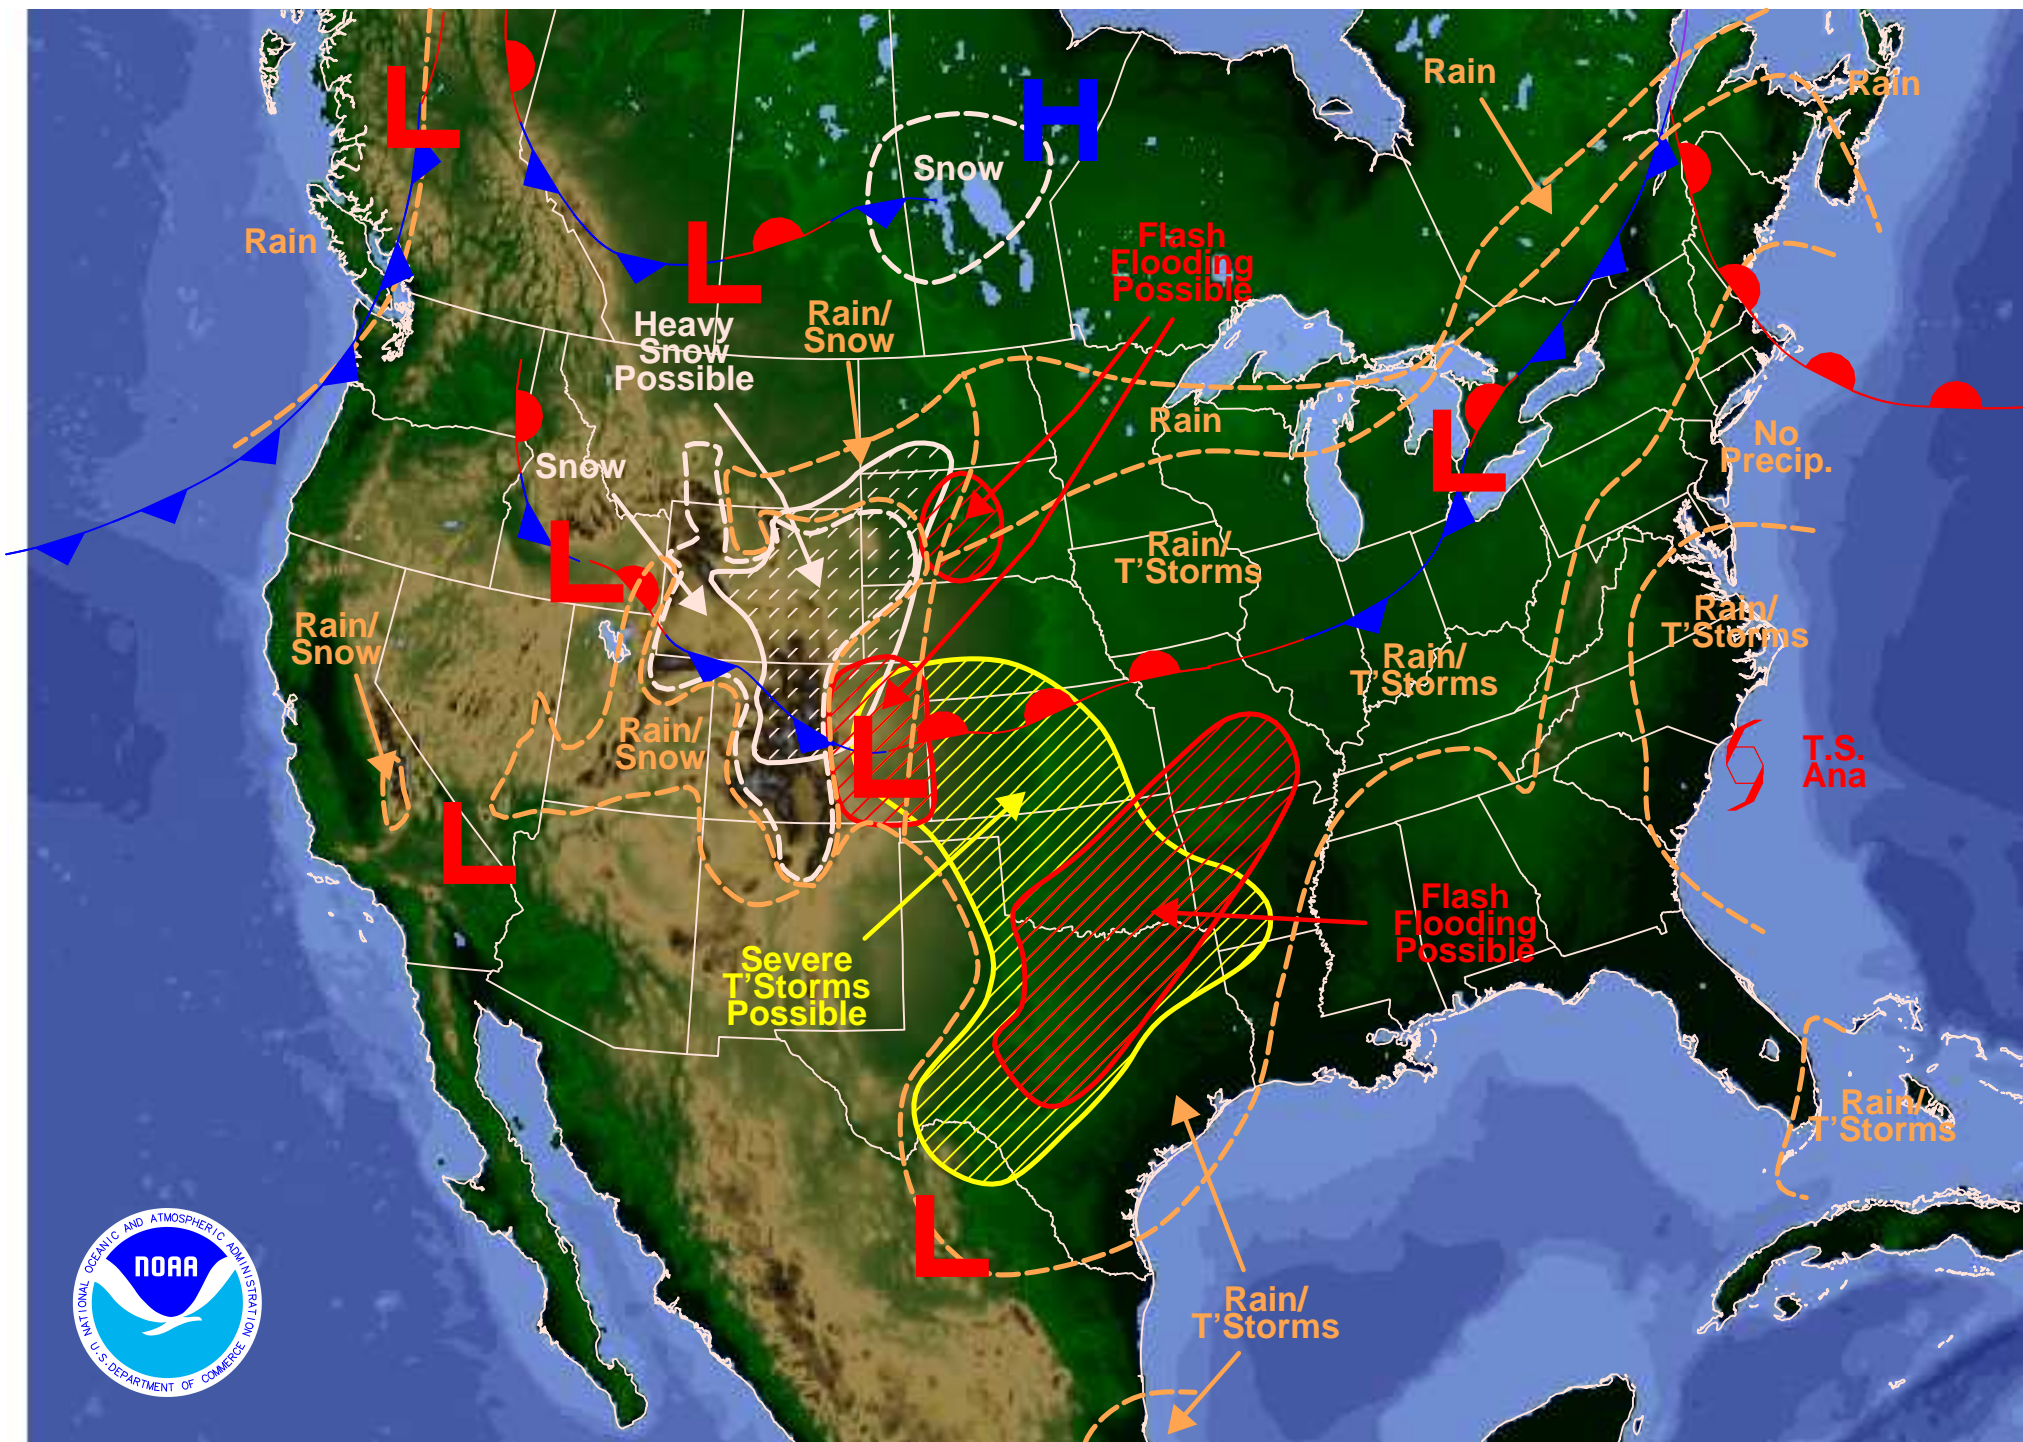 L
H
Rain
Rain
Snow
Rain
Flash
Flooding
Possible
L
Rain/
Snow
Heavy
Snow
Possible
Rain
L
No
Precip.
Snow
L
Rain/
T'Storms
Rain/
Snow
Rain/
T'Storms
Rain/
T'Storms
Rain/
Snow
L
T.S.
Ana
L
Flash
Flooding
Possible
Severe
T'Storms
Possible
Rain/
T'Storms
L
Rain/
T'Storms
NATIONAL OCEANIC AND ATMOSPHERIC ADMINISTRATION
NOAA
U.S. DEPARTMENT OF COMMERCE